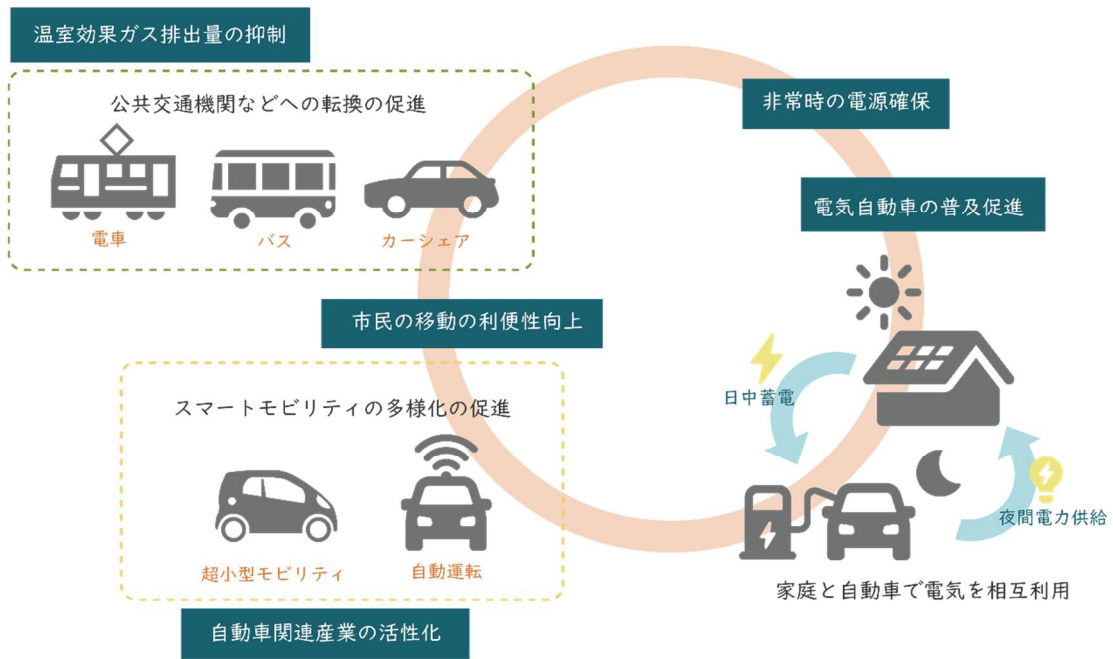 温室効果ガス排出量の抑制
公共交通機関などへの転換の促進
電車
バス
カーシェア
市民の移動の利便性向上
スマートモビリティの多様化の促進
超小型モビリティ
自動運転
自動車関連産業の活性化
非常時の電源確保
電気自動車の普及促進
日中蓄電
夜間電力供給
家庭と自動車で電気を相互利用